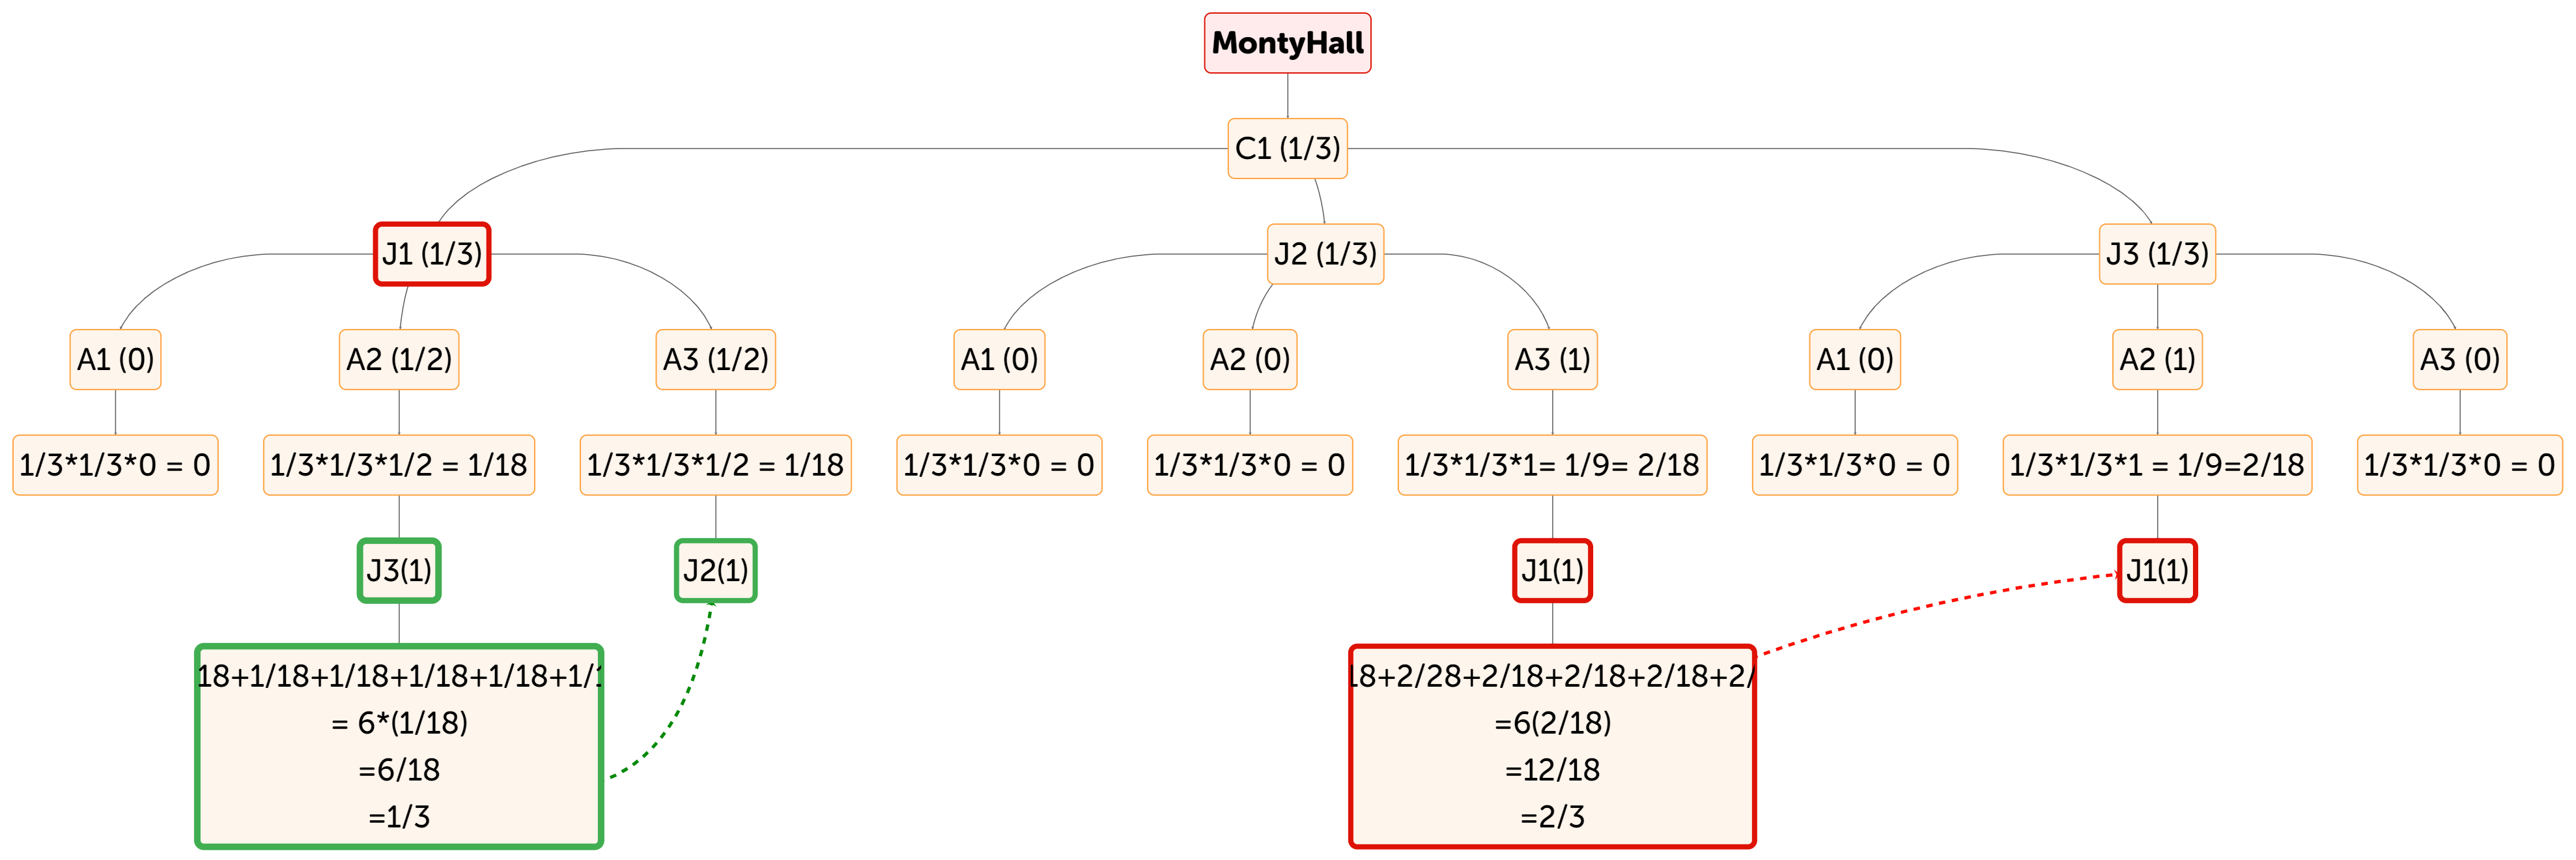 MontyHall
C1 (1/3)
J1 (1/3)
J2 (1/3)
J3 (1/3)
A1 (0)
A2 (1/2)
A3 (1/2)
A1 (0)
A2 (0)
A3 (1)
A1 (0)
A2 (1)
A3 (0)
1/3*1/3*0 = 0
1/3*1/3*1/2 = 1/18
1/3*1/3*1/2 = 1/18
1/3*1/3*0 = 0
1/3*1/3*0 = 0
1/3*1/3*1= 1/9= 2/18
1/3*1/3*0 = 0
1/3*1/3*1 = 1/9=2/18
1/3*1/3*0 = 0
J3(1)
J2(1)
J1(1)
J1(1)
18+1/18+1/18+1/18+1/18+1/1
= 6*(1/18)
=6/18
=1/3
18+2/28+2/18+2/18+2/18+2/
=6(2/18)
=12/18
=2/3